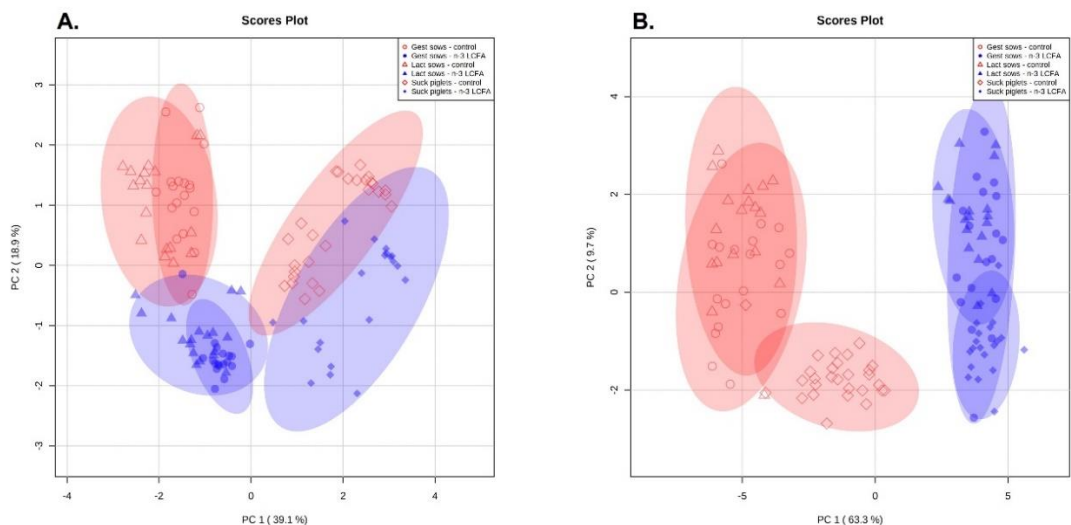 A.
Scores Plot
Gest sows - control
Gest sows - n-3 LCFA
Lact sows - control
Lact sows - n-3 LCFA
Suck piglets - control
Suck piglets - n-3 LCFA
PC 2 ( 18.9 %)
3
2
1
0
-1
-2
-3
-4
-2
0
2
4
PC 1 ( 39.1 %)
B.
Scores Plot
Gest sows - control
Gest sows - n-3 LCFA
Lact sows - control
Lact sows - n-3 LCFA
Suck piglets - control
Suck piglets - n-3 LCFA
PC 2 ( 9.7 %)
4
2
0
-2
-5
0
5
PC 1 ( 63.3 %)